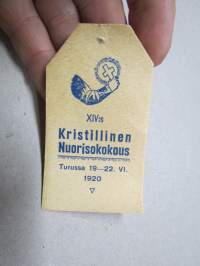 XIV:s
Kristillinen
Nuorisokokous
Turussa 19—22. VI.
1920